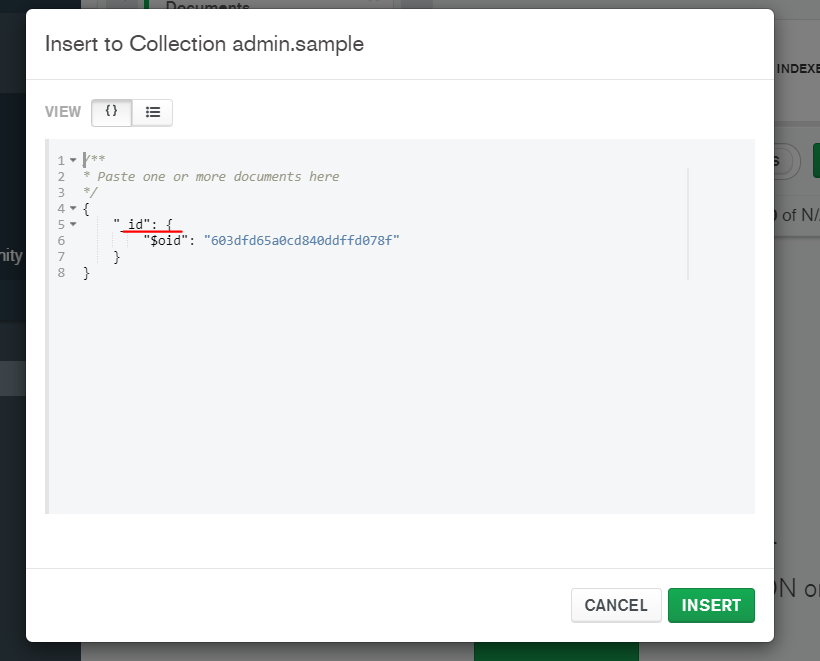 Documents
Insert to Collection admin.sample
INDEXE
VIEW {}
1 /**
2 * Paste one or more documents here
3 */
4 {
5 "_id": {
6 "$oid": "603dfd65a0cd840ddffd078f"
7 }
8 }
S
of N/
nity
ON o
CANCEL INSERT